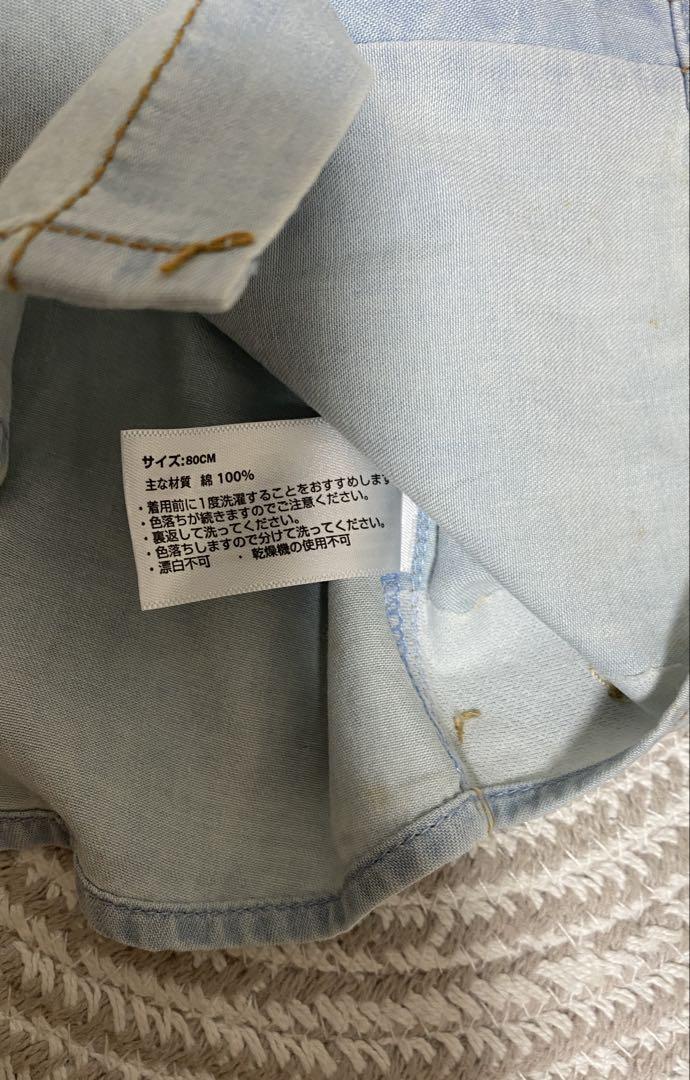 サイズ:80CM
主な材質 綿 100%
・着用前に1度洗濯することをおすすめします
・色落ちが続きますのでご注意ください。
・裏返して洗ってください。
・色落ちしますので分けて洗ってください。
・漂白不可 ・乾燥機の使用不可